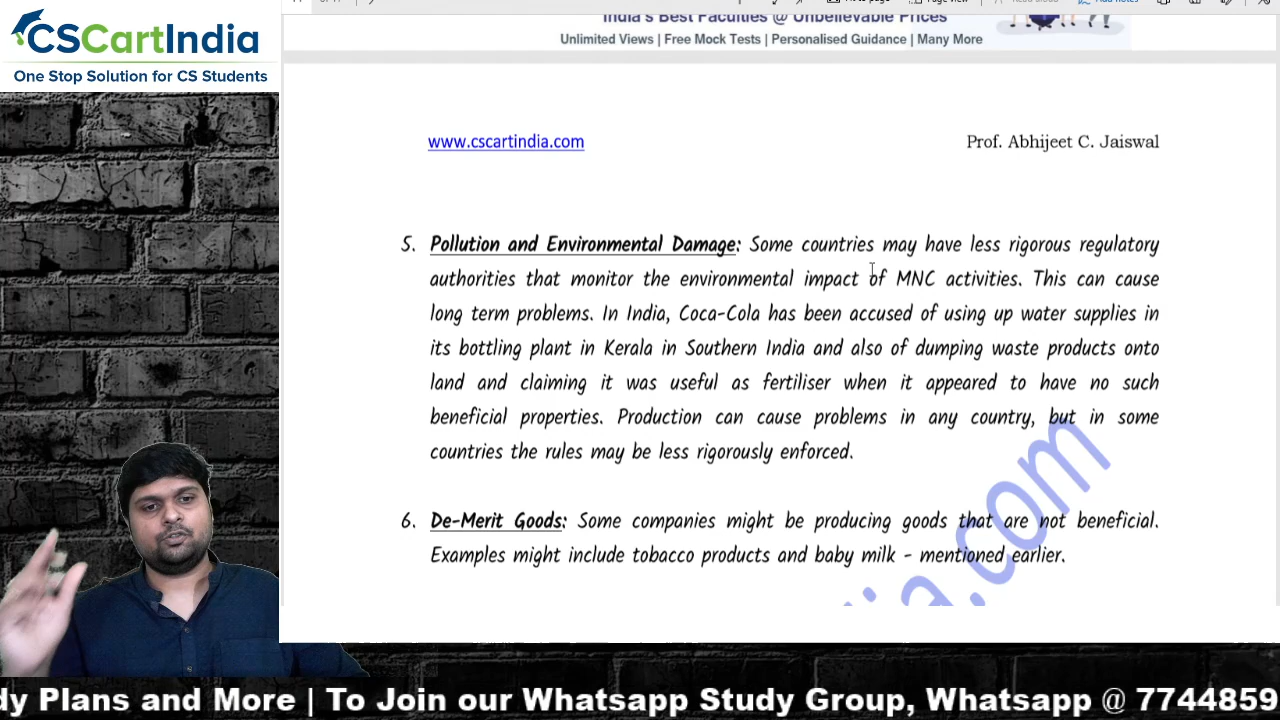 CSCartIndia
One Stop Solution for CS Students
India's Best Faculties @ Unbelievable Prices
Unlimited Views | Free Mock Tests | Personalised Guidance | Many More
www.cscartindia.com
Prof. Abhijeet C. Jaiswal
5. Pollution and Environmental Damage: Some countries may have less rigorous regulatory
authorities that monitor the environmental impact of MNC activities. This can cause
long term problems. In India, Coca-Cola has been accused of using up water supplies in
its bottling plant in Kerala in Southern India and also of dumping waste products onto
land and claiming it was useful as fertiliser when it appeared to have no such
beneficial properties. Production can cause problems in any country, but in some
countries the rules may be less rigorously enforced.
6. De-Merit Goods: Some companies might be producing goods that are not beneficial.
Examples might include tobacco products and baby milk - mentioned earlier.
ia.com
dy Plans and More | To Join our Whatsapp Study Group, Whatsapp @ 7744859